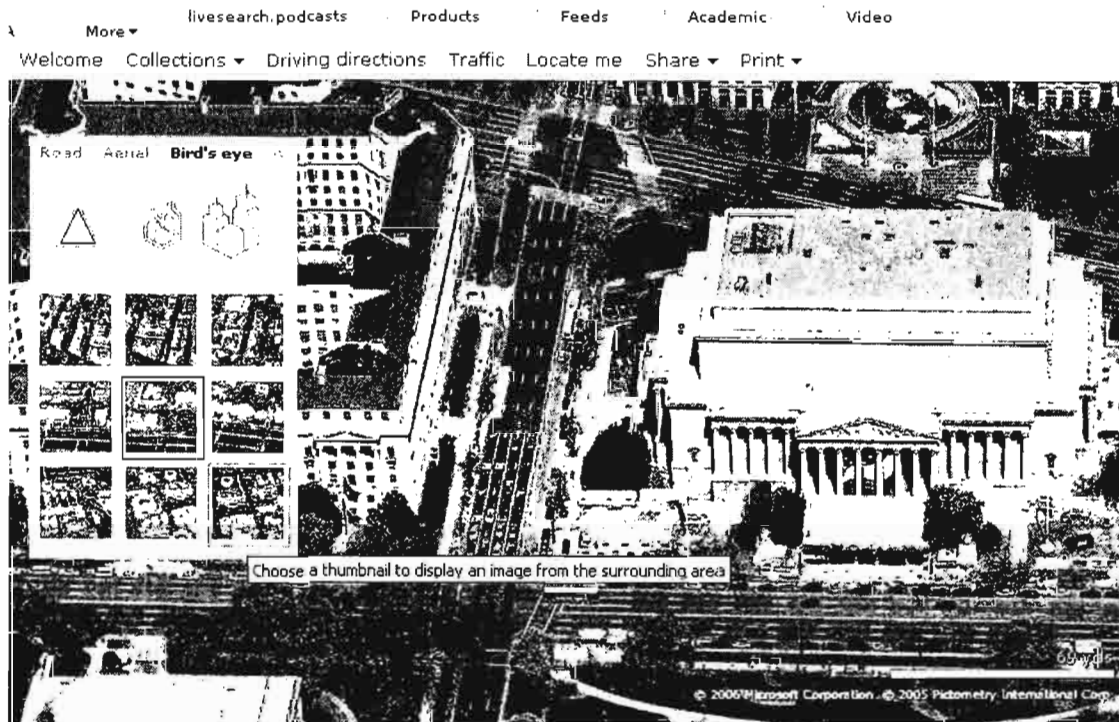 livesearch.podcasts Products Feeds Academic Video
More
Welcome Collections Driving directions Traffic Locate me Share Print
Road Aerial Bird's eye
Choose a thumbnail to display an image from the surrounding area
© 2006 Microsoft Corporation © 2005 Pictometry International Corp.